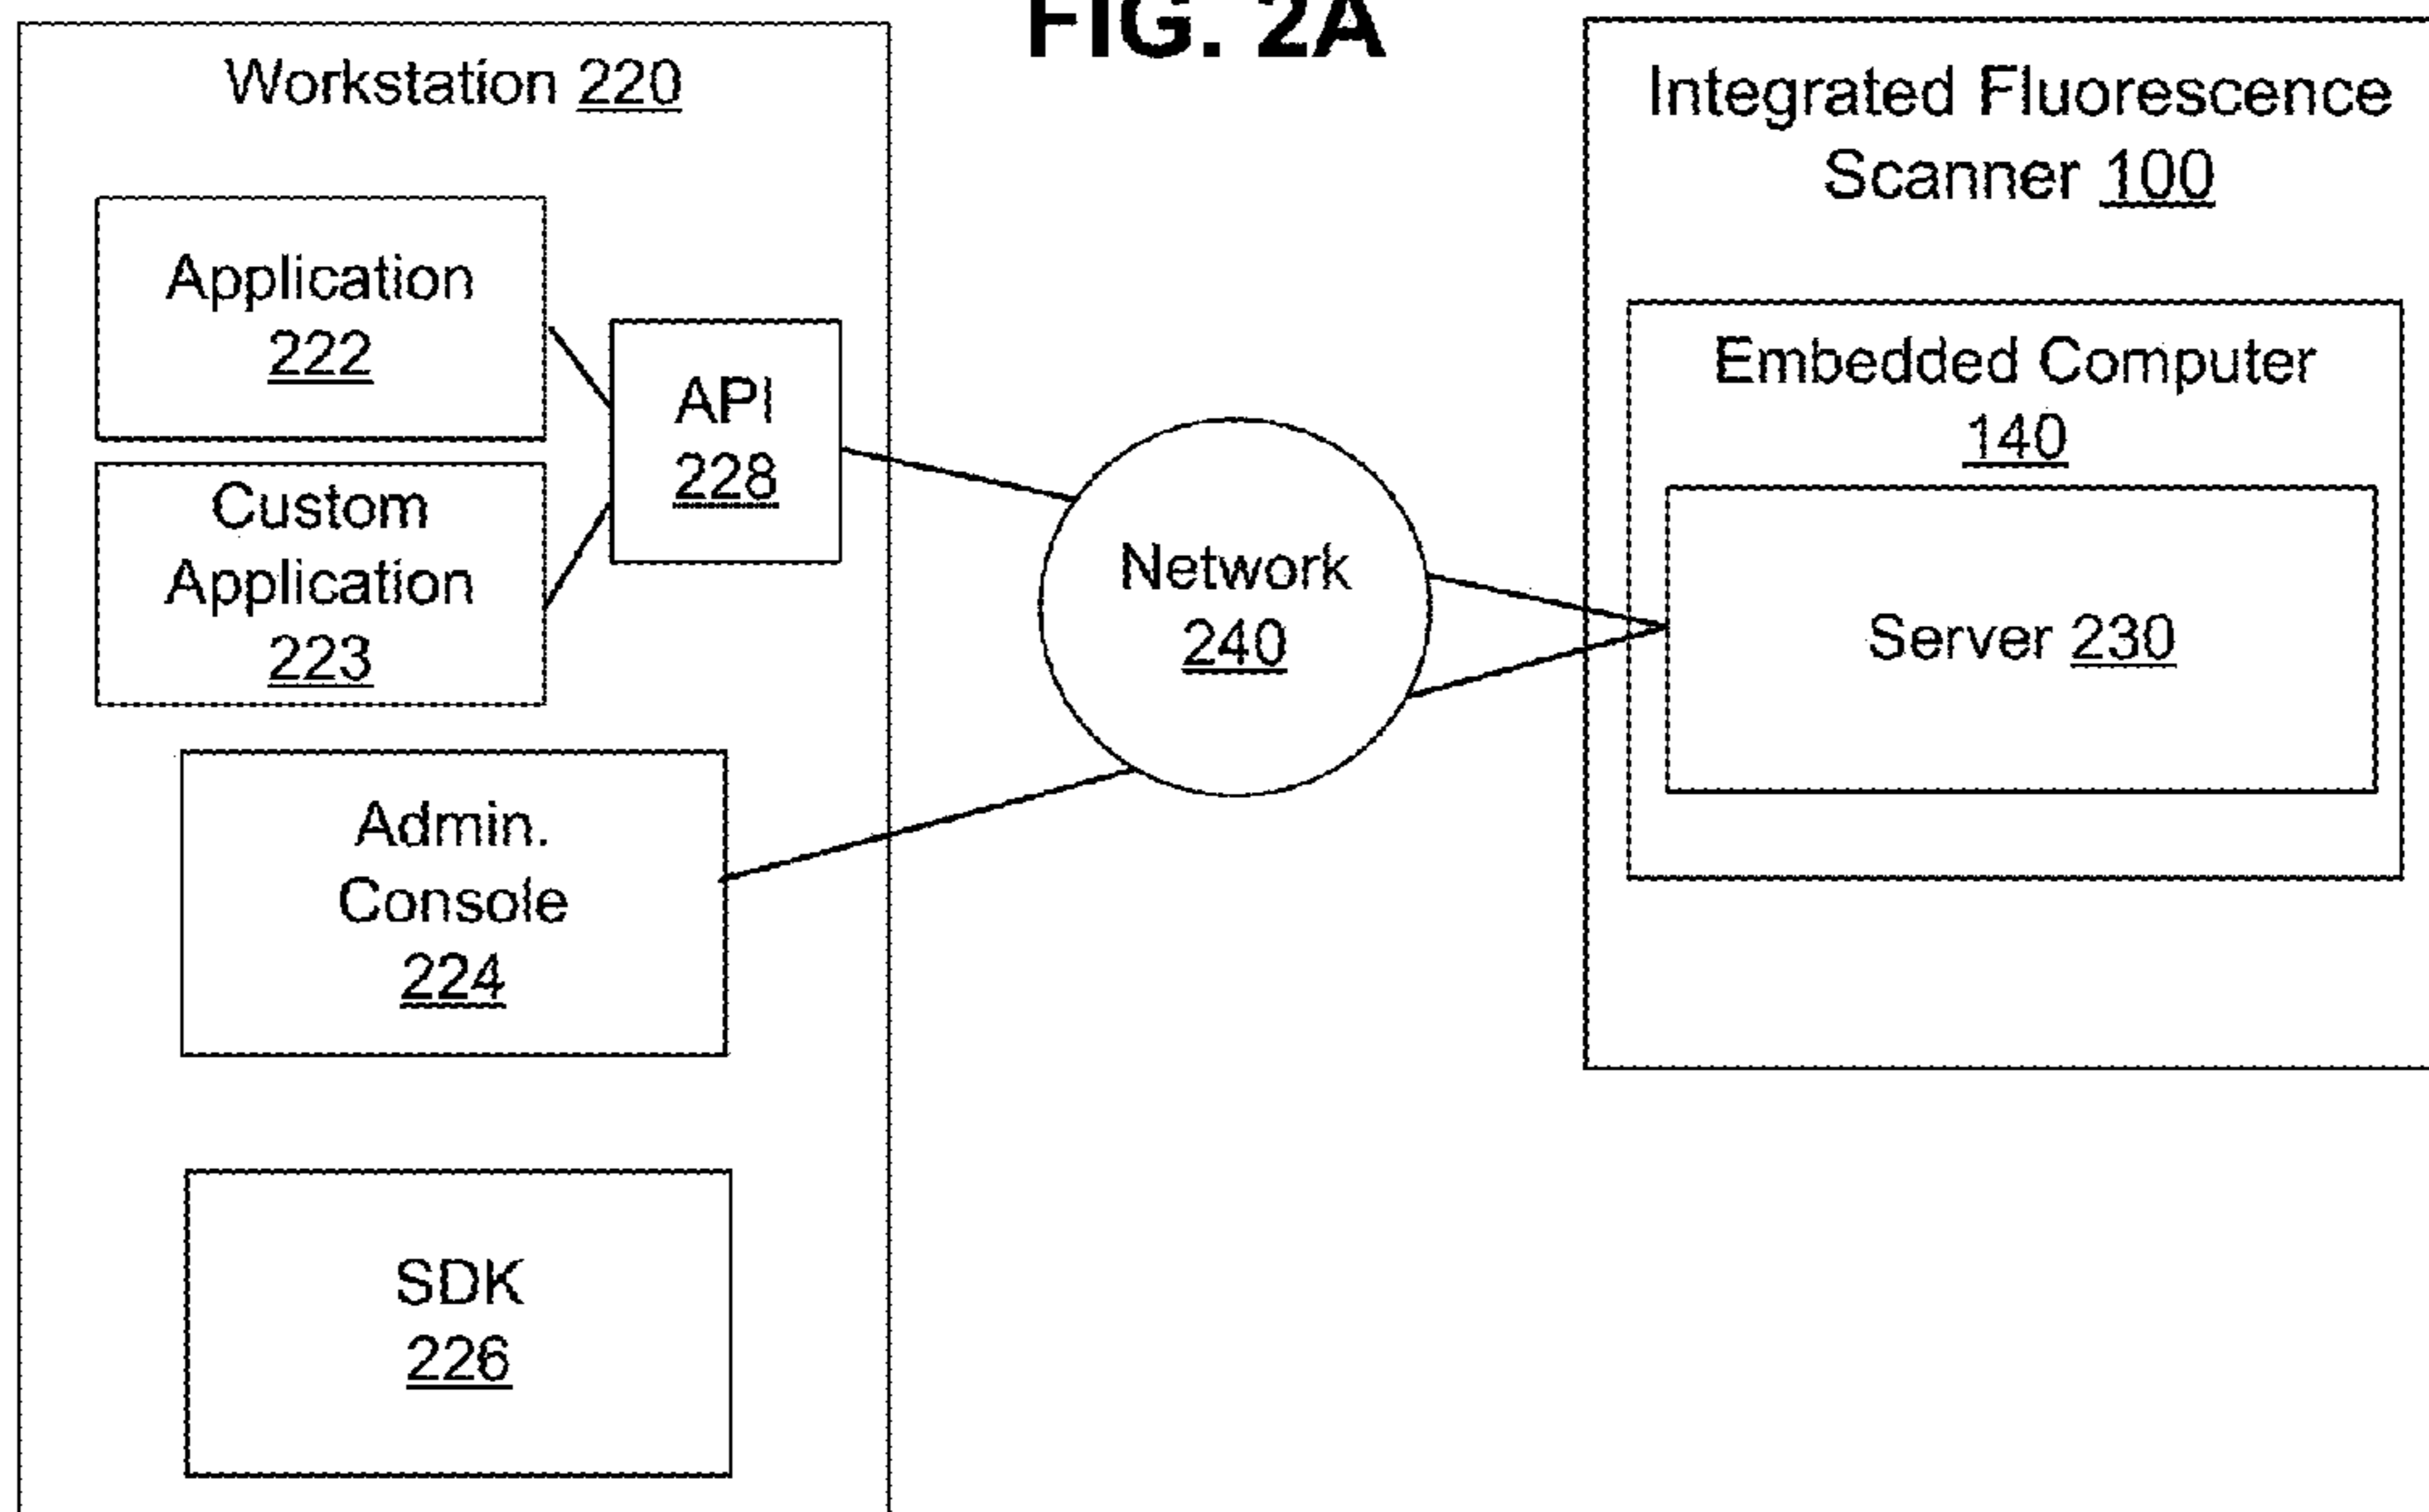 FIG. 2A
Workstation 220
Application
222
Custom
Application
223
API
228
Admin.
Console
224
SDK
226
Network
240
Integrated Fluorescence
Scanner 100
Embedded Computer
140
Server 230